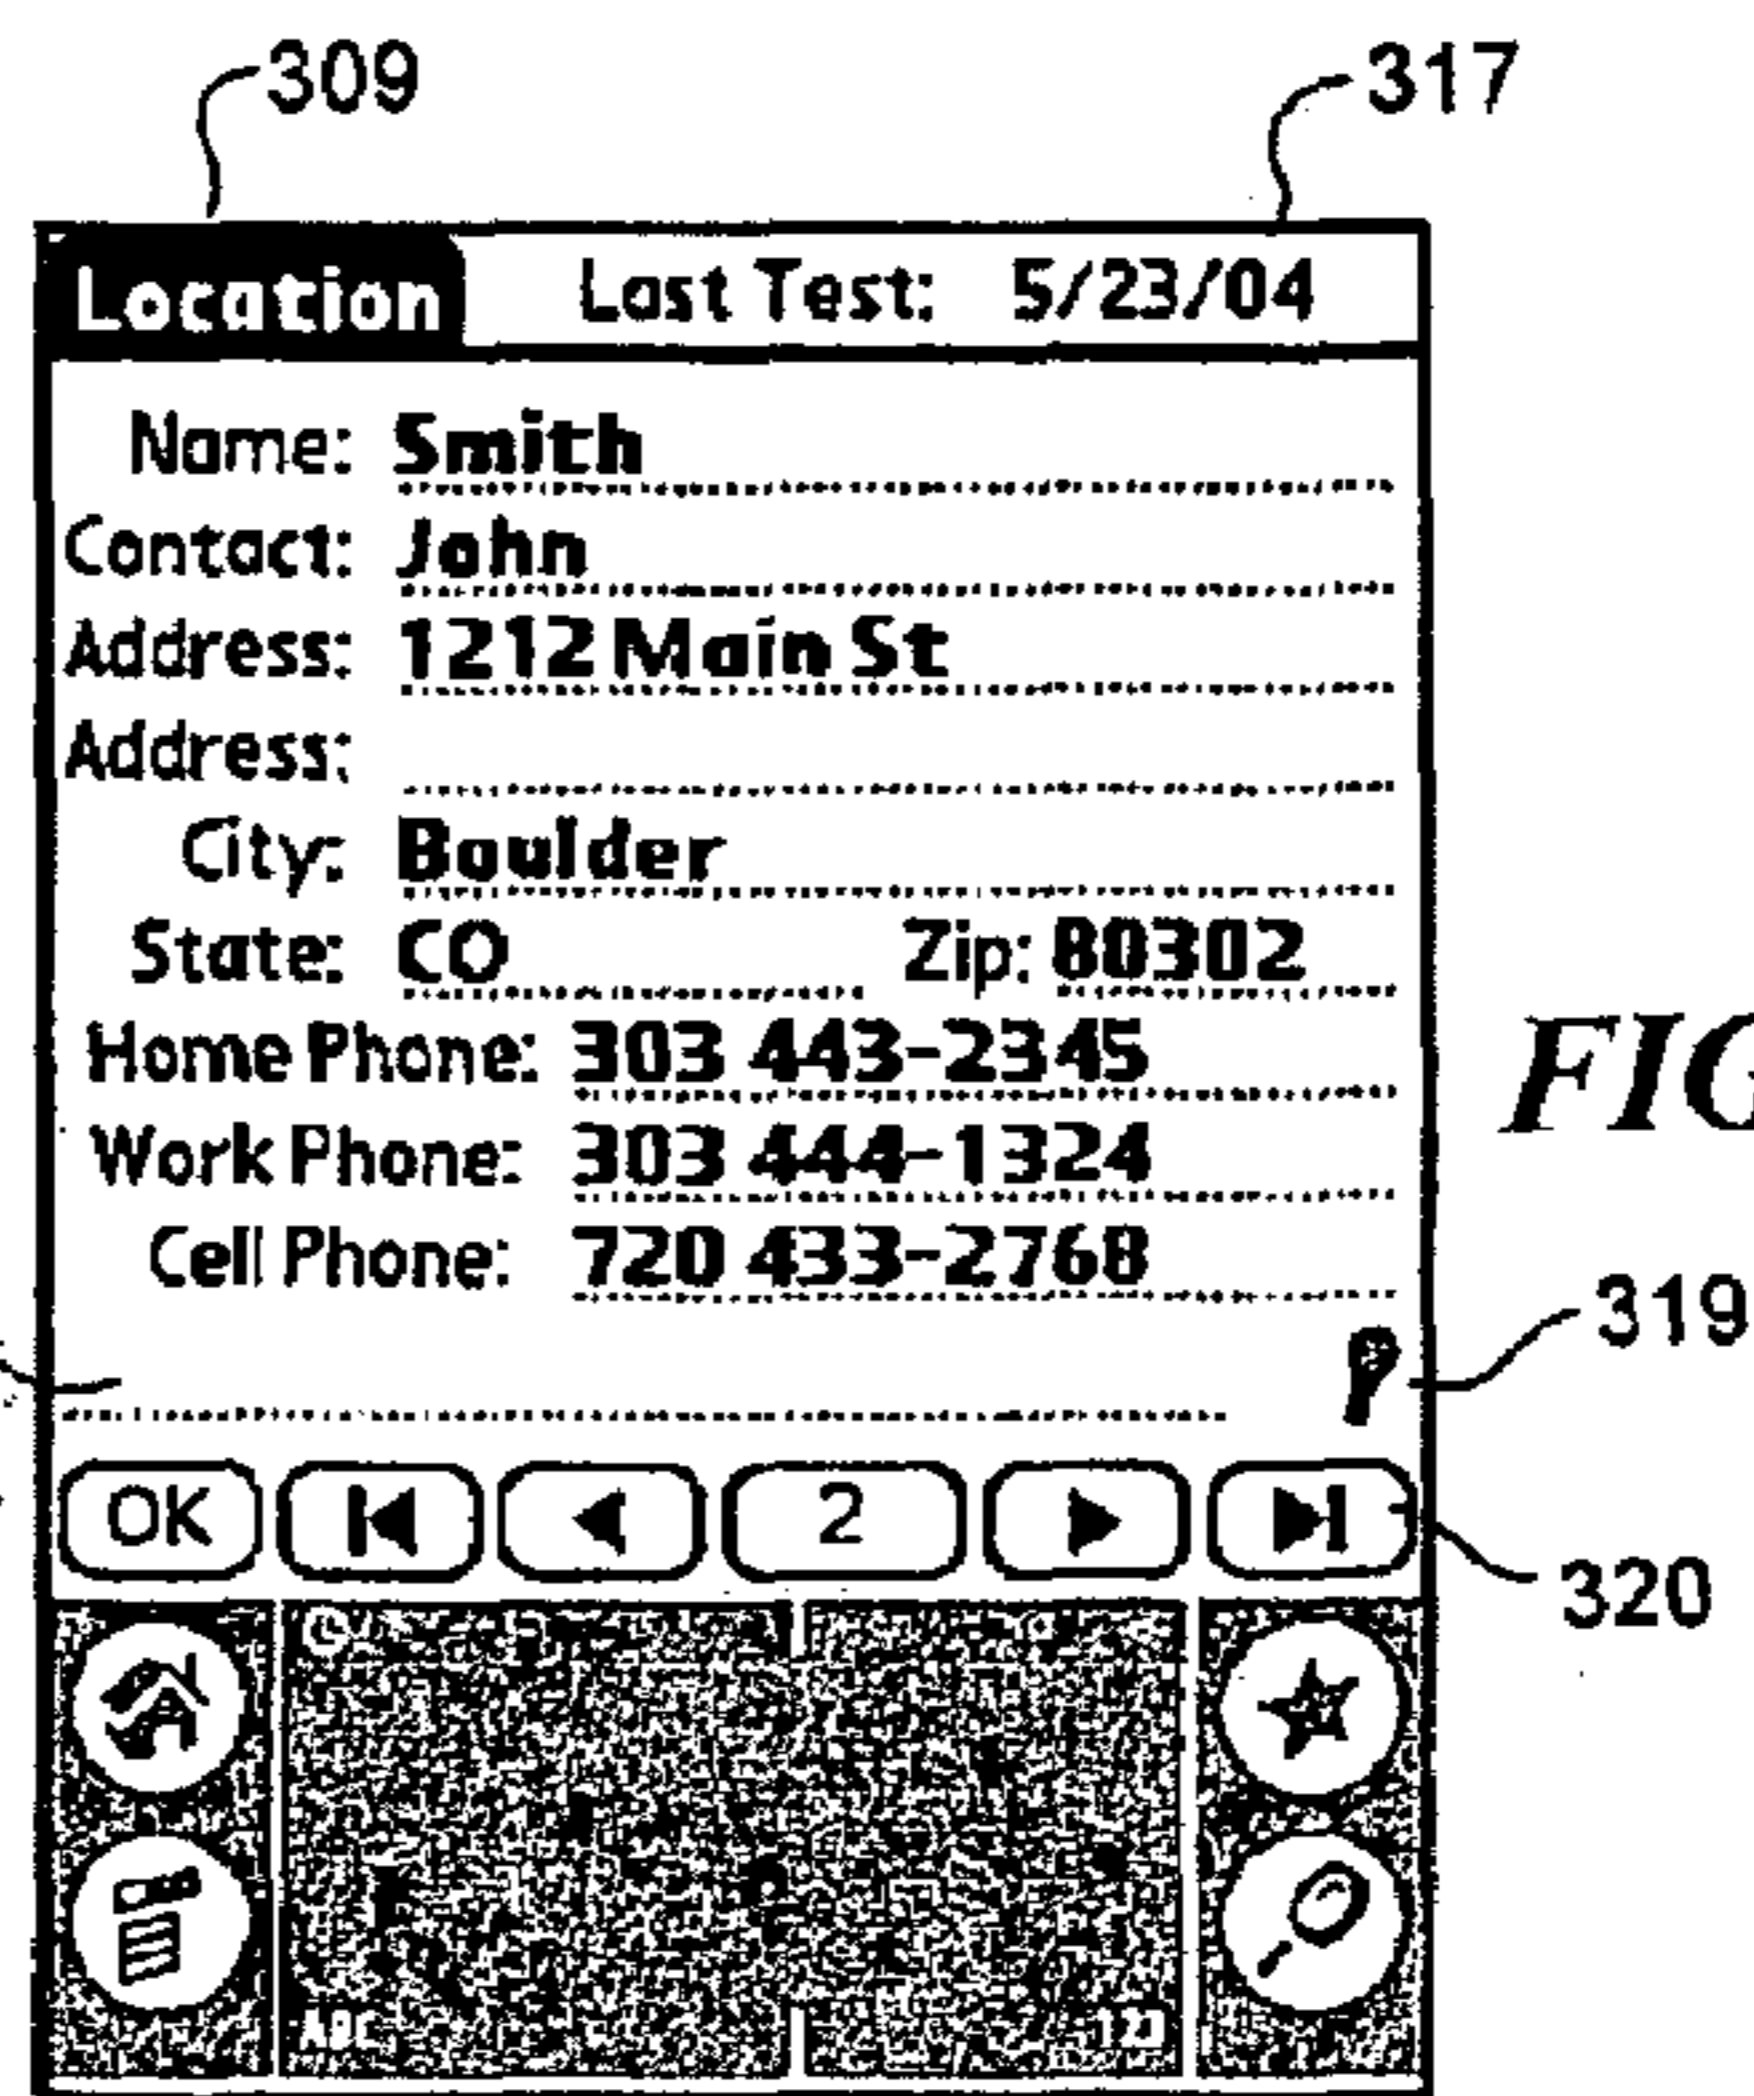 309
317
Location Last Test: 5/23/04
Name: Smith
Contact: John
Address: 1212 Main St
Address:
City: Boulder
State: CO Zip: 80302
Home Phone: 303 443-2345
FIG
Work Phone: 303 444-1324
Cell Phone: 720 433-2768
319
OK 2
320
ABC 123